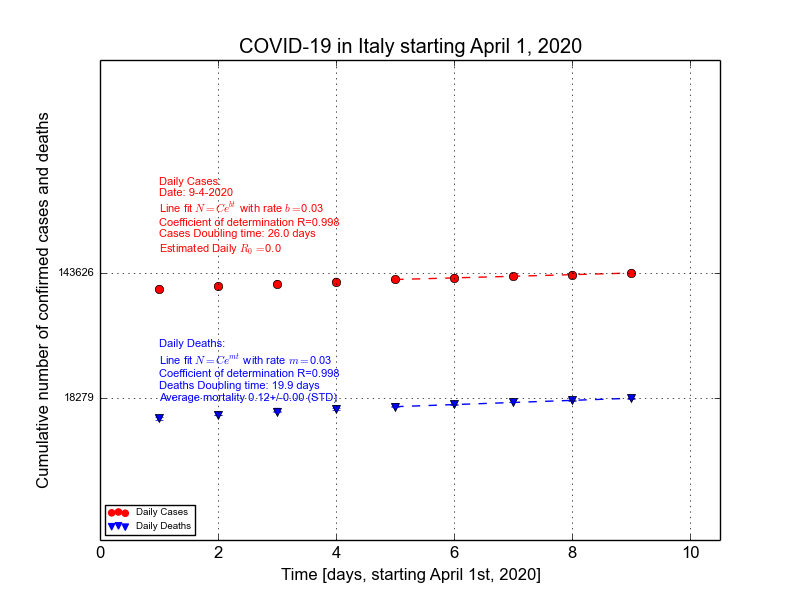 COVID-19 in Italy starting April 1, 2020
Cumulative number of confirmed cases and deaths
Daily Cases:
Date: 9-4-2020
Line fit N = Ce^{bt} with rate b = 0.03
Coefficient of determination R=0.998
Cases Doubling time: 26.0 days
Estimated Daily R_0 = 0.0
143626
Daily Deaths:
Line fit N = Ce^{mt} with rate m = 0.03
Coefficient of determination R=0.998
Deaths Doubling time: 19.9 days
Average mortality 0.12+/-0.00 (STD)
18279
Daily Cases
Daily Deaths
0 2 4 6 8 10
Time [days, starting April 1st, 2020]